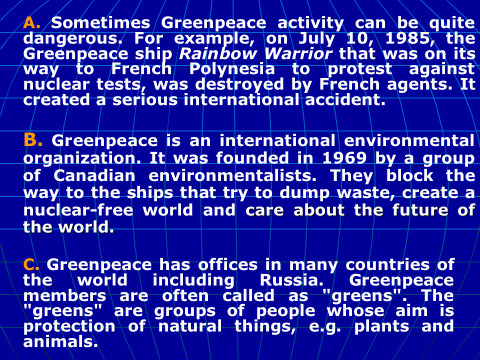 A. Sometimes Greenpeace activity can be quite
dangerous. For example, on July 10, 1985, the
Greenpeace ship Rainbow Warrior that was on its
way to French Polynesia to protest against
nuclear tests, was destroyed by French agents. It
created a serious international accident.
B. Greenpeace is an international environmental
organization. It was founded in 1969 by a group
of Canadian environmentalists. They block the
way to the ships that try to dump waste, create a
nuclear-free world and care about the future of
the world.
C. Greenpeace has offices in many countries of
the world including Russia. Greenpeace
members are often called as "greens". The
"greens" are groups of people whose aim is
protection of natural things, e.g. plants and
animals.